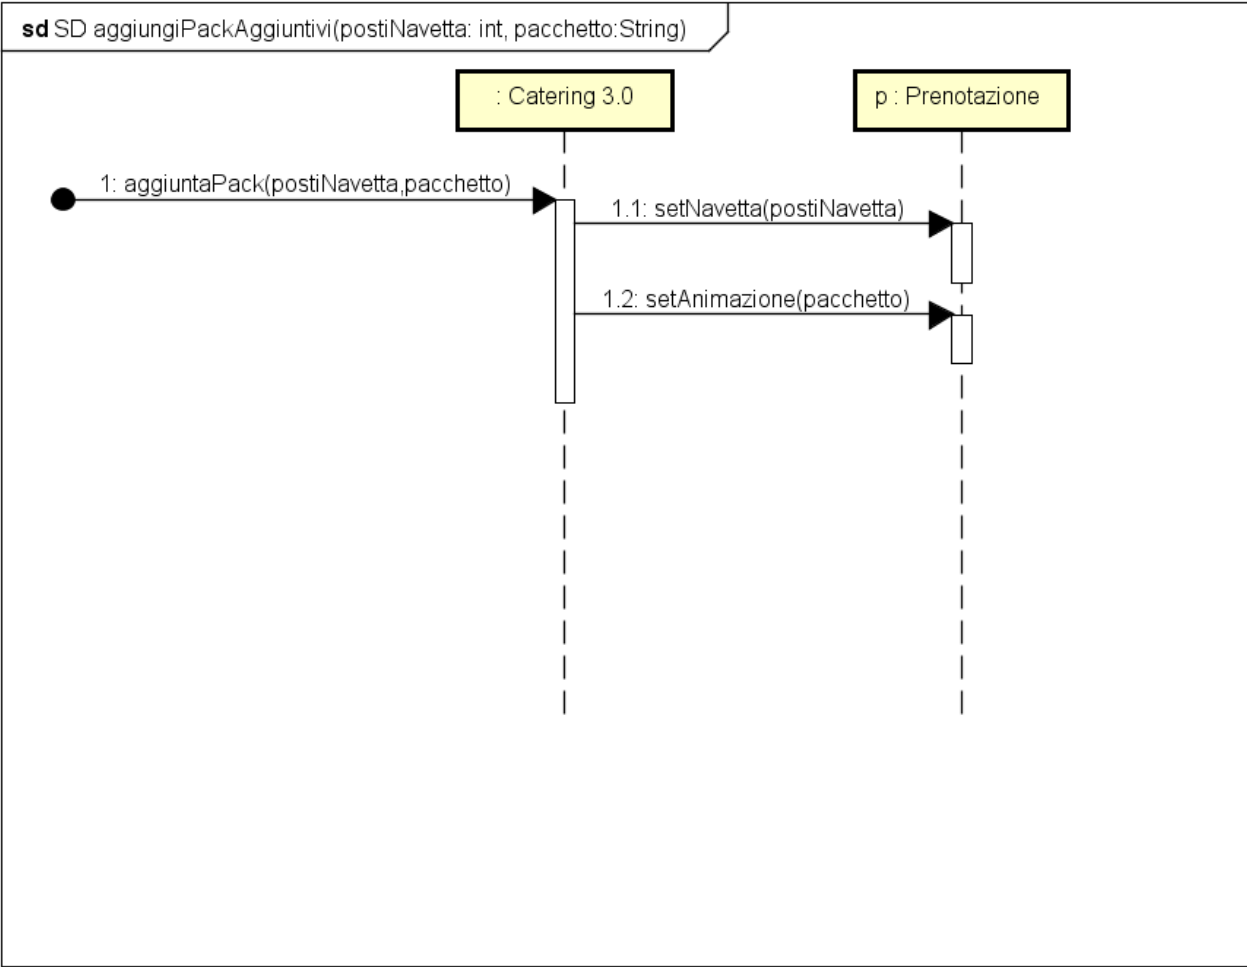 sd SD aggiungiPackAggiuntivi(postiNavetta: int, pacchetto:String)
: Catering 3.0
p : Prenotazione
1: aggiuntaPack(postiNavetta,pacchetto)
1.1: setNavetta(postiNavetta)
1.2: setAnimazione(pacchetto)